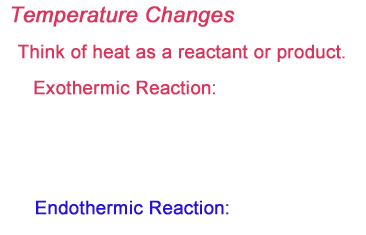 Temperature Changes
Think of heat as a reactant or product.
Exothermic Reaction:
Endothermic Reaction: